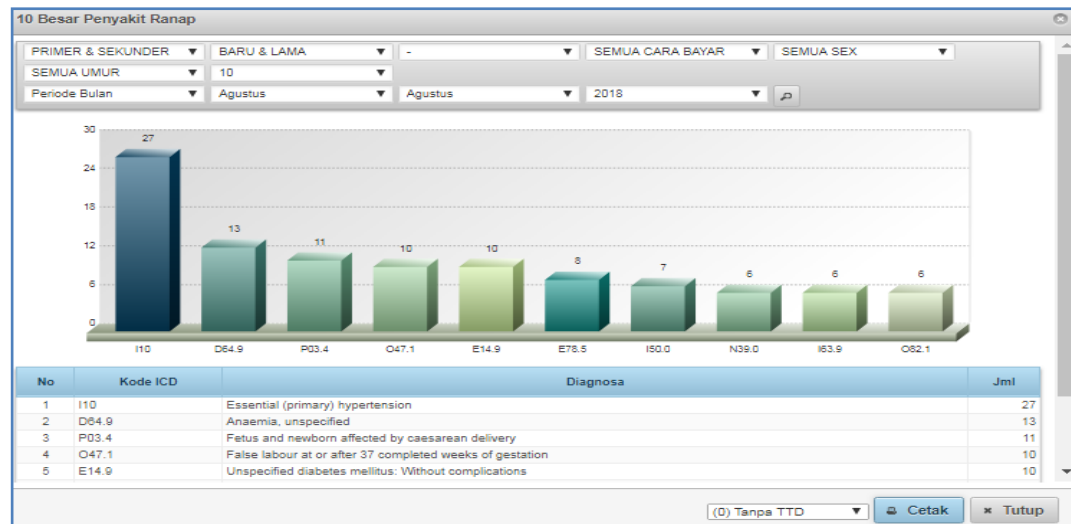 10 Besar Penyakit Ranap
PRIMER & SEKUNDER BARU & LAMA - SEMUA CARA BAYAR SEMUA SEX
SEMUA UMUR 10
Periode Bulan Agustus Agustus 2018
30
24
18
12
6
0
27 13 11 10 10 8 7 6 6 6
I10 D64.9 P03.4 O47.1 E14.9 E78.5 I50.0 N39.0 I63.9 O82.1
No Kode ICD Diagnosa Jml
1 I10 Essential (primary) hypertension 27
2 D64.9 Anaemia, unspecified 13
3 P03.4 Fetus and newborn affected by caesarean delivery 11
4 O47.1 False labour at or after 37 completed weeks of gestation 10
5 E14.9 Unspecified diabetes mellitus: Without complications 10
(0) Tanpa TTD Cetak Tutup